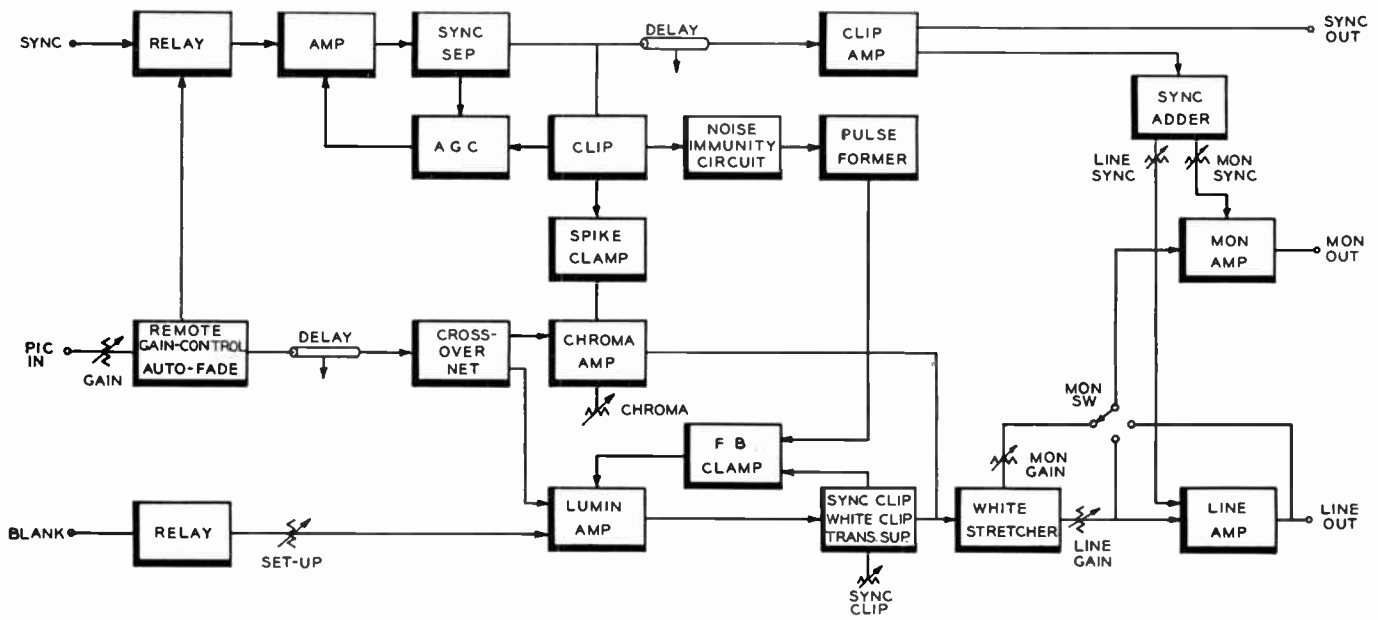 SYNC
RELAY
AMP
SYNC
SEP
DELAY
CLIP
AMP
SYNC
OUT
SYNC
ADDER
AGC
CLIP
NOISE
IMMUNITY
CIRCUIT
PULSE
FORMER
LINE
SYNC
MON
SYNC
SPIKE
CLAMP
MON
AMP
MON
OUT
PIC
IN
GAIN
REMOTE
GAIN-CONTROL
AUTO-FADE
DELAY
CROSS-
OVER
NET
CHROMA
AMP
CHROMA
MON
SW
F B
CLAMP
MON
GAIN
BLANK
RELAY
SET-UP
LUMIN
AMP
SYNC CLIP
WHITE CLIP
TRANS. SUP.
SYNC
CLIP
WHITE
STRETCHER
LINE
GAIN
LINE
AMP
LINE
OUT